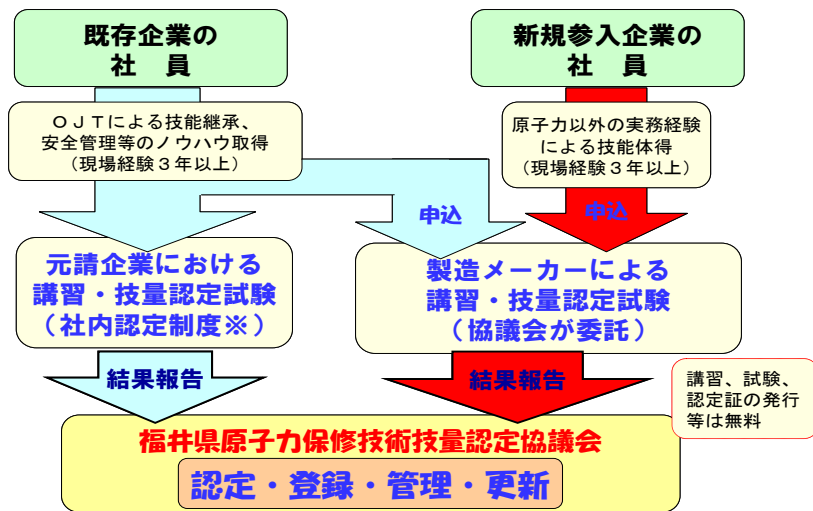 既存企業の
社　員
新規参入企業の
社　員
ＯＪＴによる技能継承、
安全管理等のノウハウ取得
（現場経験３年以上）
原子力以外の実務経験
による技能体得
（現場経験３年以上）
申込
申込
元請企業における
講習・技量認定試験
（社内認定制度※）
製造メーカーによる
講習・技量認定試験
（協議会が委託）
結果報告
結果報告
講習、試験、
認定証の発行
等は無料
福井県原子力保修技術技量認定協議会
認定・登録・管理・更新